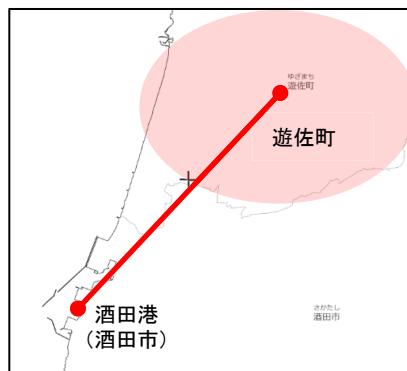 ゆざまち
遊佐町
遊佐町
酒田港
（酒田市）
さかたし
酒田市